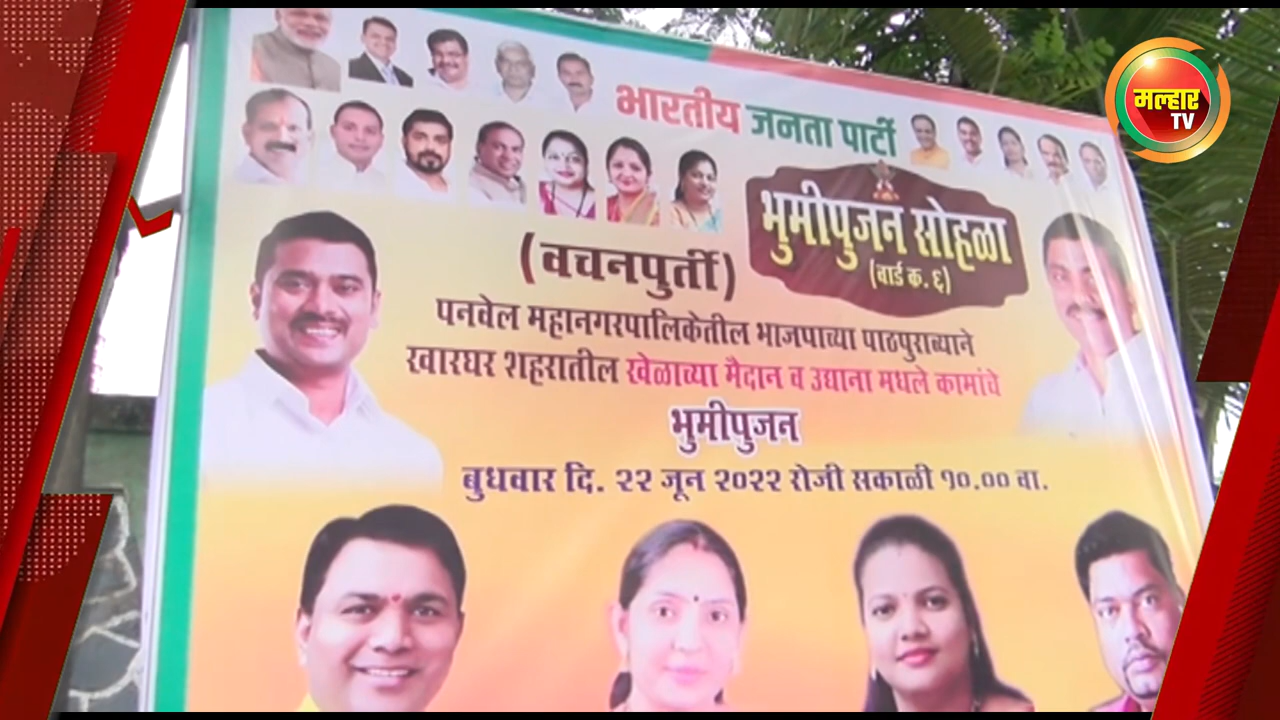 मल्हार
TV
भारतीय जनता पार्टी
भुमीपुजन सोहळा
(वार्ड क्र. ६)
(वचनपुर्ती)
पनवेल महानगरपालिकेतील भाजपाच्या पाठपुराव्याने
खारघर शहरातील खेळाच्या मैदान व उद्याना मधले कामांचे
भुमीपुजन
बुधवार दि. २२ जून २०२२ रोजी सकाळी १०.०० वा.